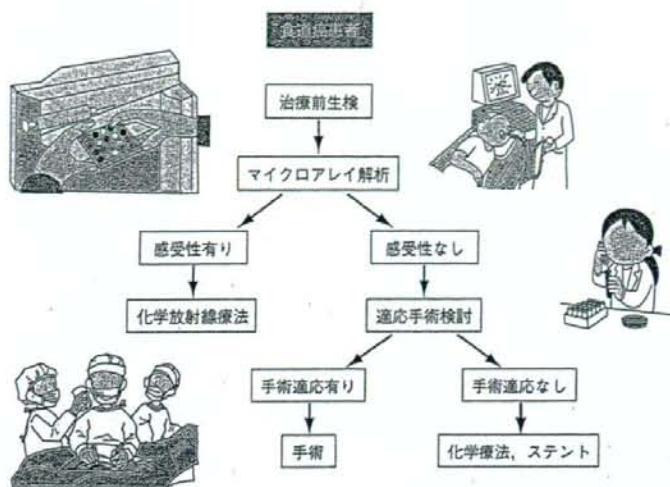 食道癌患者
治療前生検
マイクロアレイ解析
感受性有り
感受性なし
化学放射線療法
適応手術検討
手術適応有り
手術適応なし
手術
化学療法，ステント